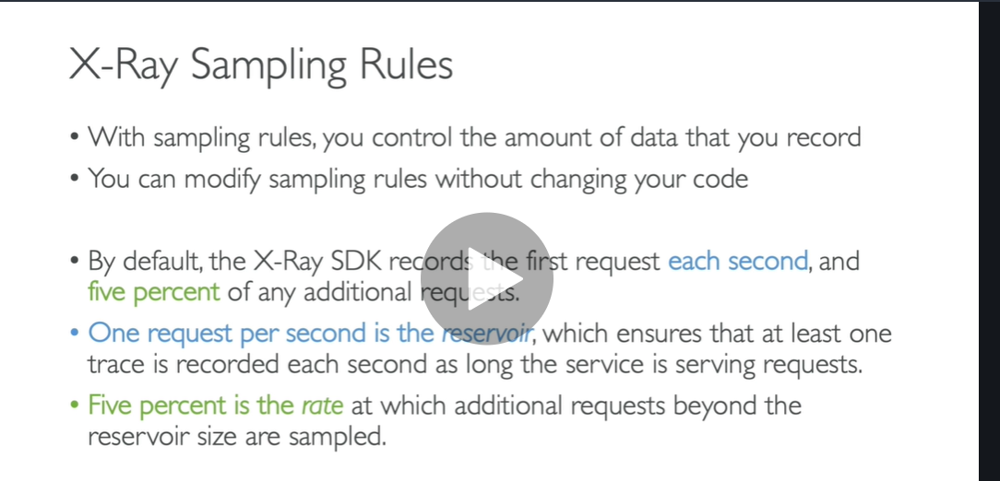 X-Ray Sampling Rules
• With sampling rules, you control the amount of data that you record
• You can modify sampling rules without changing your code
• By default, the X-Ray SDK records the first request each second, and
five percent of any additional requests.
• One request per second is the reservoir, which ensures that at least one
trace is recorded each second as long the service is serving requests.
• Five percent is the rate at which additional requests beyond the
reservoir size are sampled.